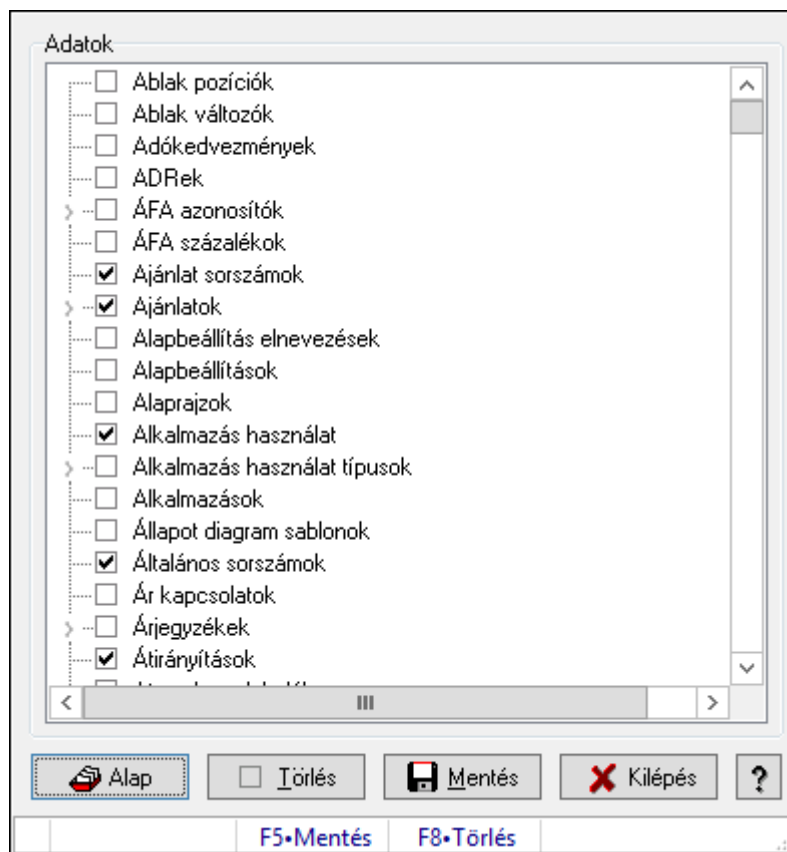 Adatok
Ablak pozíciók
Ablak változók
Adókedvezmények
ADRek
ÁFA azonosítók
ÁFA százalékok
Ajánlat sorszámok
Ajánlatok
Alapbeállítás elnevezések
Alapbeállítások
Alaprajzok
Alkalmazás használat
Alkalmazás használat típusok
Alkalmazások
Állapot diagram sablonok
Általános sorszámok
Ár kapcsolatok
Árjegyzékek
Átirányítások
Alap Törlés Mentés Kilépés ?
F5•Mentés F8•Törlés